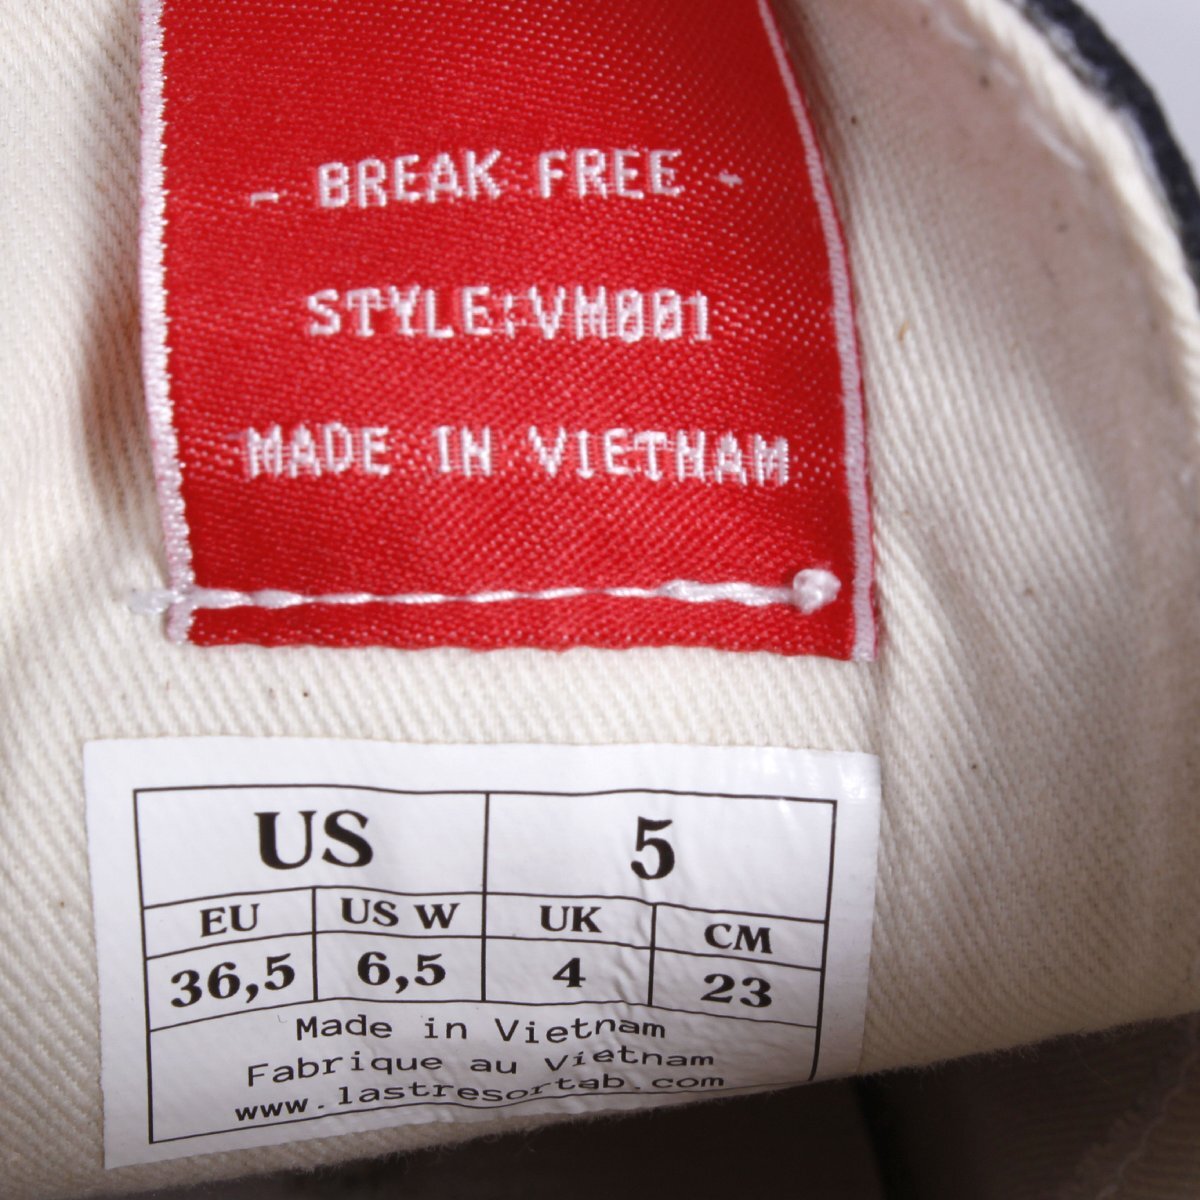 - BREAK FREE -
STYLE:VM001
MADE IN VIETNAM
US 5
EU US W UK CM
36,5 6,5 4 23
Made in Vietnam
Fabrique au Vietnam
www.lastresortab.com